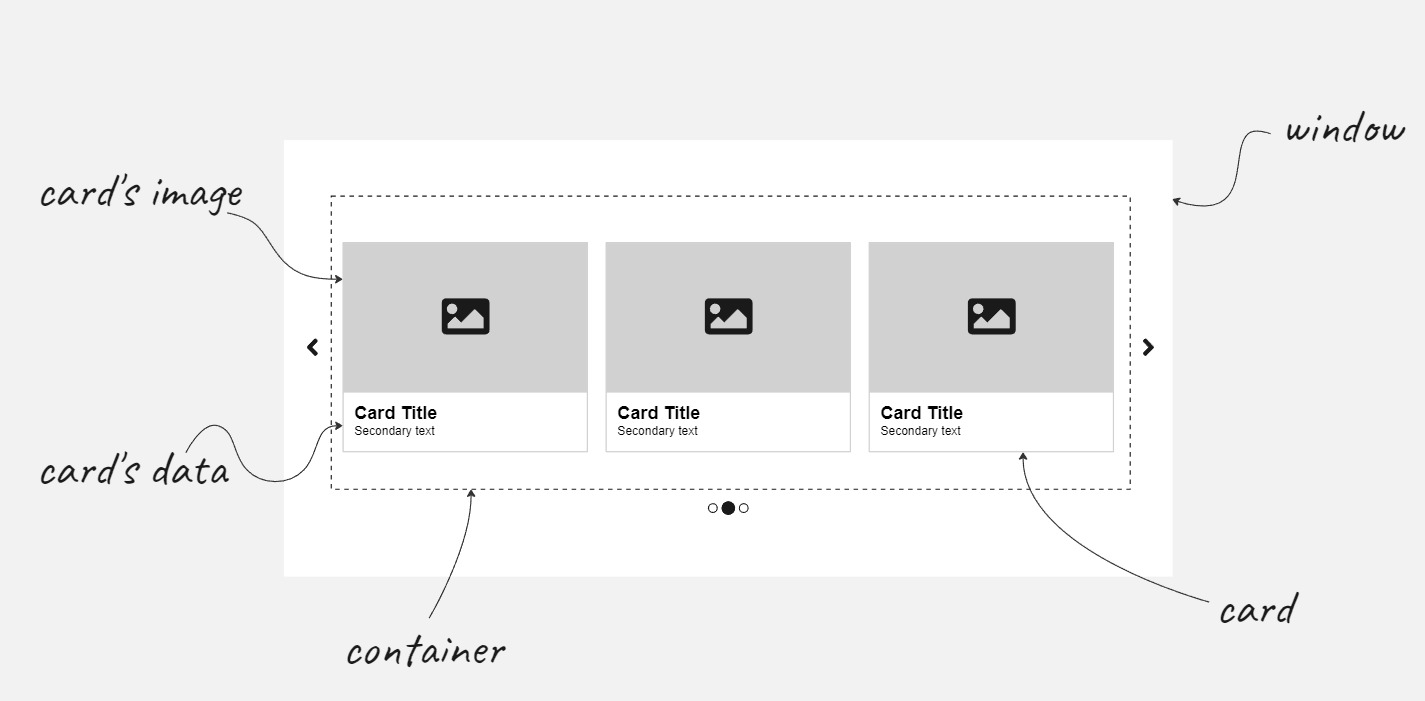 window
card's image
Card Title
Secondary text
Card Title
Secondary text
Card Title
Secondary text
card's data
card
container